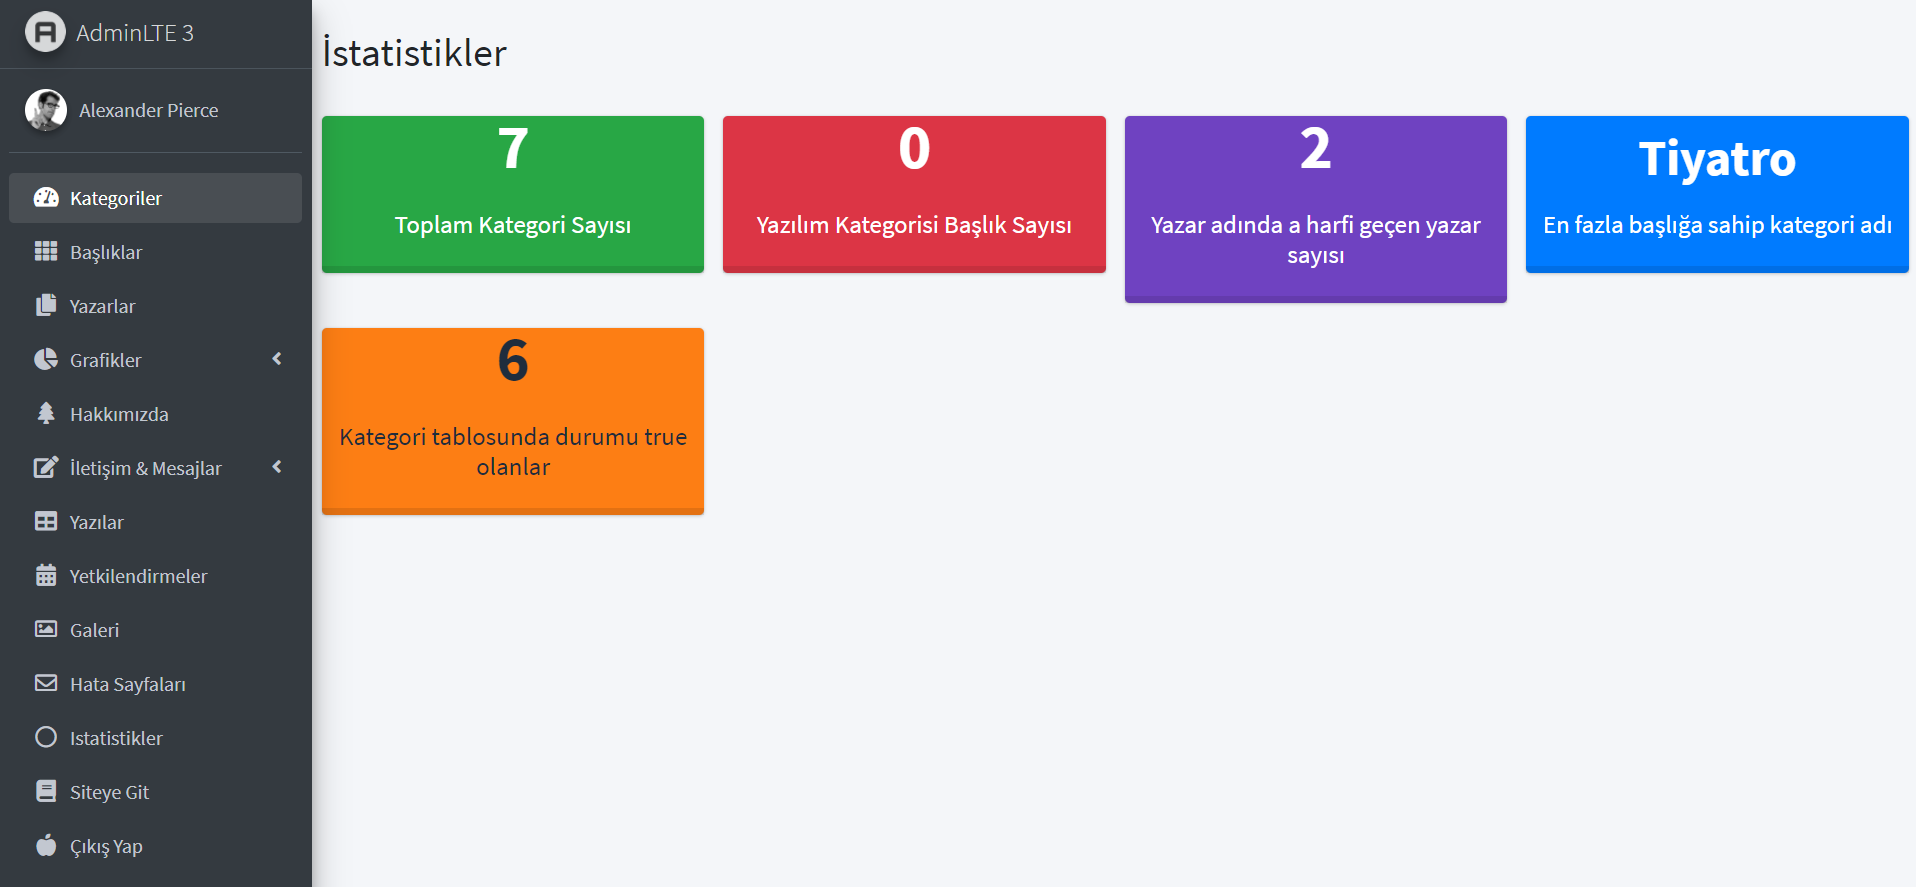 AdminLTE 3
Alexander Pierce
Kategoriler
Başlıklar
Yazarlar
Grafikler
Hakkımızda
İletişim & Mesajlar
Yazılar
Yetkilendirmeler
Galeri
Hata Sayfaları
Istatistikler
Siteye Git
Çıkış Yap
İstatistikler
7
Toplam Kategori Sayısı
0
Yazılım Kategorisi Başlık Sayısı
2
Yazar adında a harfi geçen yazar
sayısı
Tiyatro
En fazla başlığa sahip kategori adı
6
Kategori tablosunda durumu true
olanlar